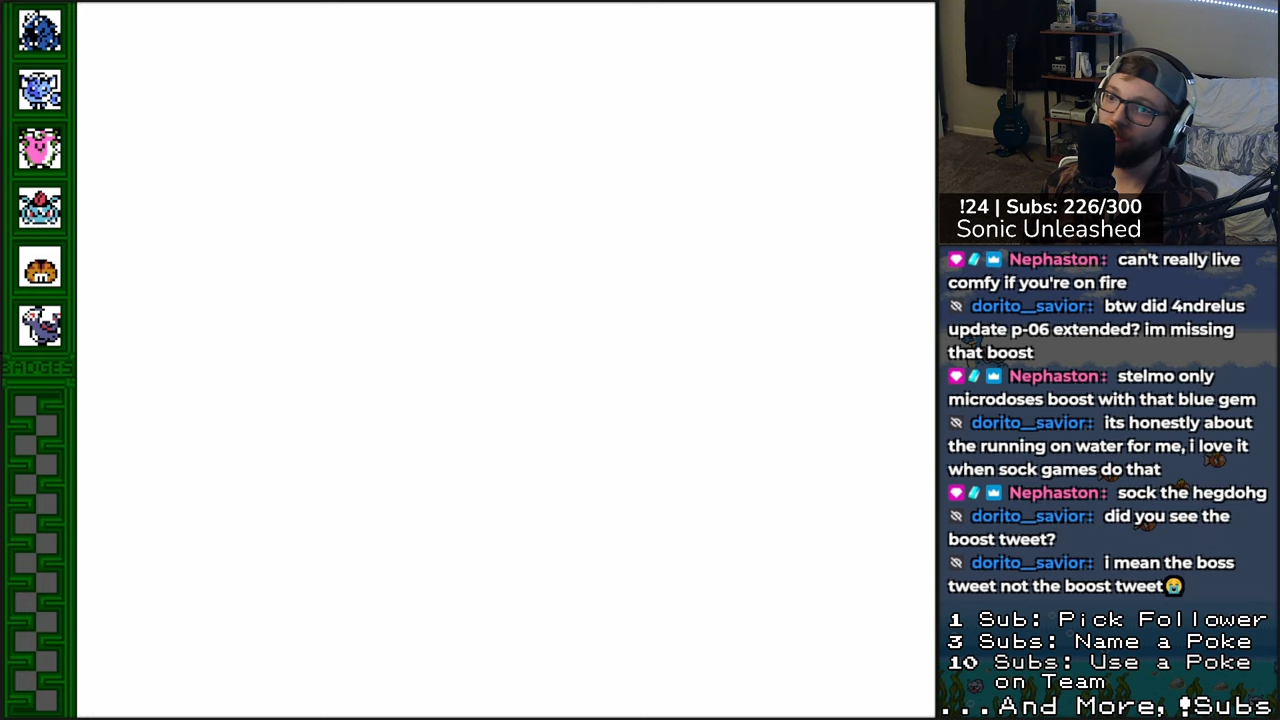 BADGES
!24 | Subs: 226/300
Sonic Unleashed
Nephaston: can't really live
comfy if you're on fire
dorito__savior: btw did 4ndrelus
update p-06 extended? im missing
that boost
Nephaston: stelmo only
microdoses boost with that blue gem
dorito__savior: its honestly about
the running on water for me, i love it
when sock games do that
Nephaston: sock the hegdohg
dorito__savior: did you see the
boost tweet?
dorito__savior: i mean the boss
tweet not the boost tweet😭
1 Sub: Pick Follower
3 Subs: Name a Poke
10 Subs: Use a Poke
on Team
...And More, !Subs